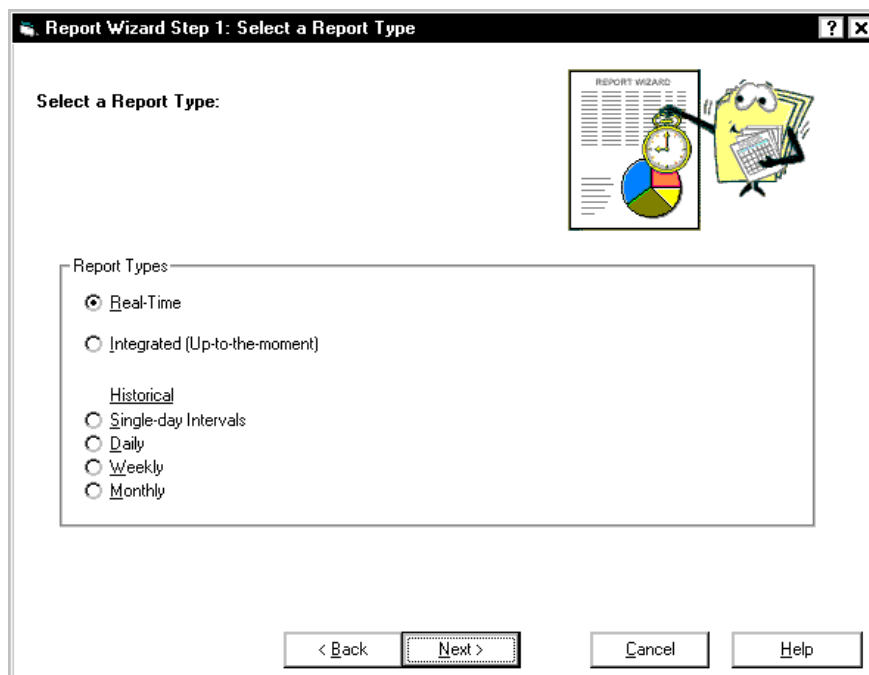 Report Wizard Step 1: Select a Report Type
Select a Report Type:
REPORT WIZARD
Report Types
Real-Time
Integrated (Up-to-the-moment)
Historical
Single-day Intervals
Daily
Weekly
Monthly
< Back
Next >
Cancel
Help